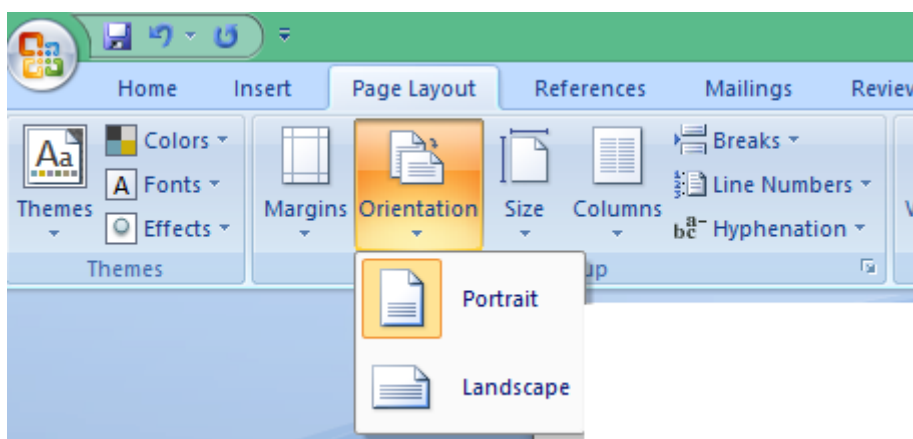 Home Insert Page Layout References Mailings
Aa Colors Breaks
A Fonts Line Numbers
Themes Margins Orientation Size Columns
Effects Hyphenation
Themes
Portrait
Landscape